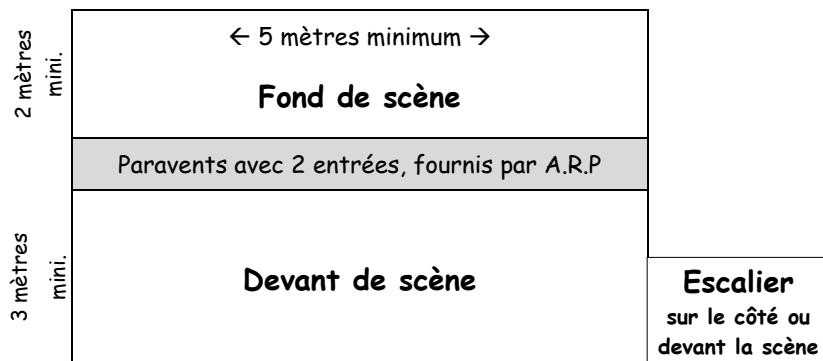 ← 5 mètres minimum →
2 mètres
mini.
Fond de scène
Paravents avec 2 entrées, fournis par A.R.P
3 mètres
mini.
Devant de scène
Escalier
sur le côté ou
devant la scène